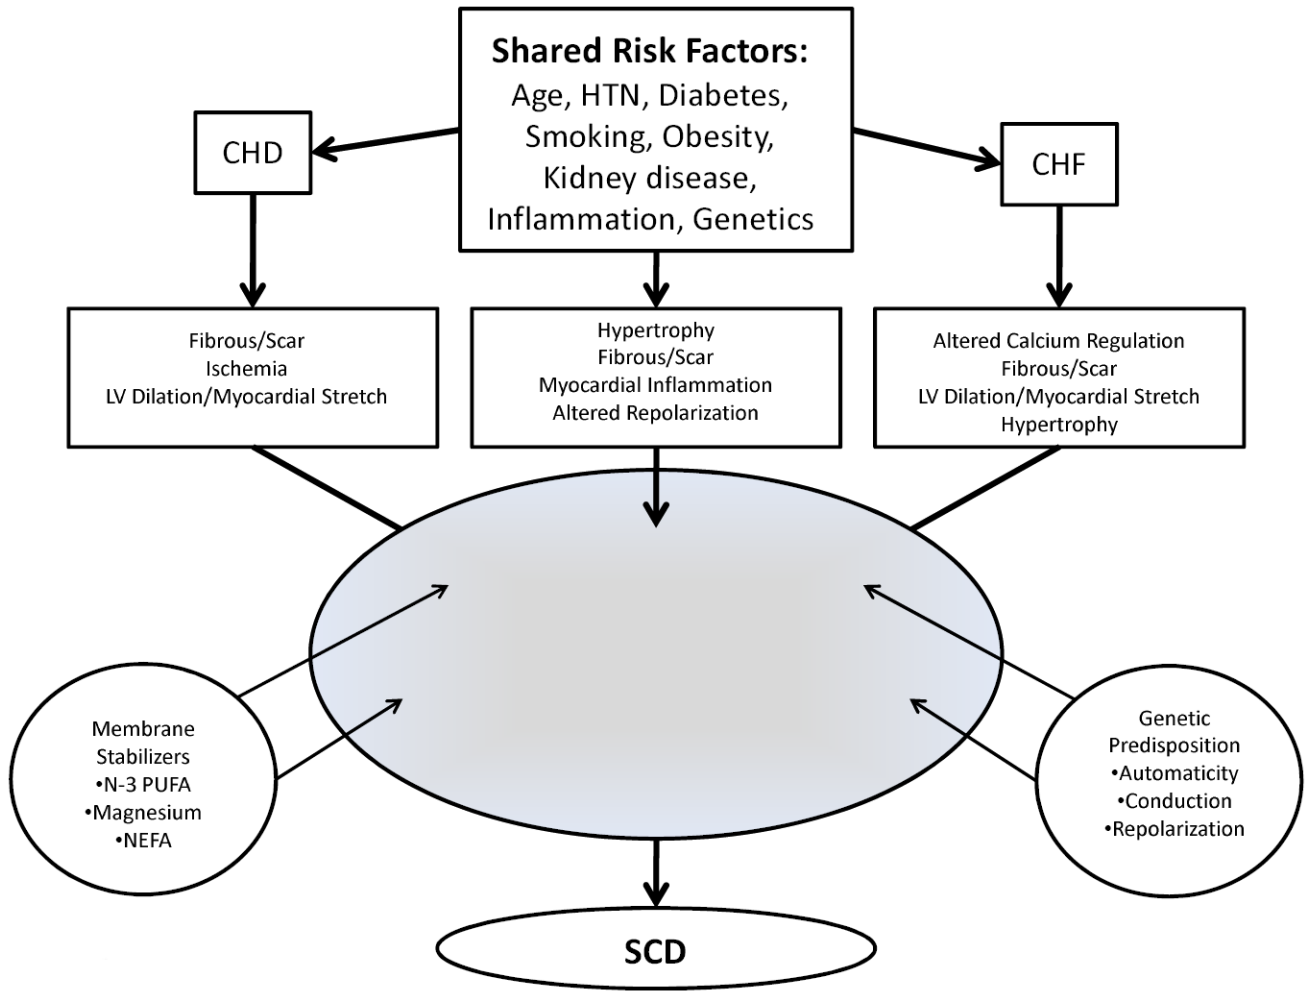 Shared Risk Factors:
Age, HTN, Diabetes,
Smoking, Obesity,
Kidney disease,
Inflammation, Genetics
CHD
CHF
Fibrous/Scar
Ischemia
LV Dilation/Myocardial Stretch
Hypertrophy
Fibrous/Scar
Myocardial Inflammation
Altered Repolarization
Altered Calcium Regulation
Fibrous/Scar
LV Dilation/Myocardial Stretch
Hypertrophy
Membrane
Stabilizers
•N-3 PUFA
•Magnesium
•NEFA
Genetic
Predisposition
•Automaticity
•Conduction
•Repolarization
SCD